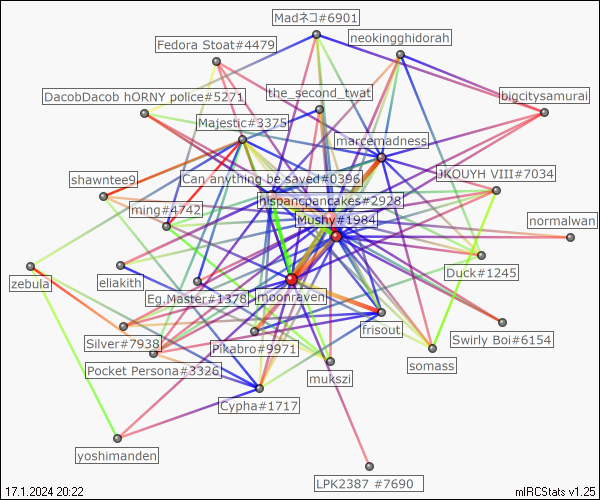 Madネコ#6901
neokingghidorah
Fedora Stoat#4479
the_second_twat
bigcitysamurai
DacobDacob hORNY police#5271
Majestic#3375
marcemadness
shawntee9
Can anything be saved#0396
JKOUYH VIII#7034
hispancpancakes#2928
ming#4742
Mushy#1984
normalwan
zebula
eliakith
Duck#1245
Eg.Master#1378
moonraven
frisout
Silver#7938
Pikabro#9971
Swirly Boi#6154
Pocket Persona#3326
somass
mukszi
Cypha#1717
yoshimanden
LPK2387 #7690
17.1.2024 20:22
mIRCStats v1.25